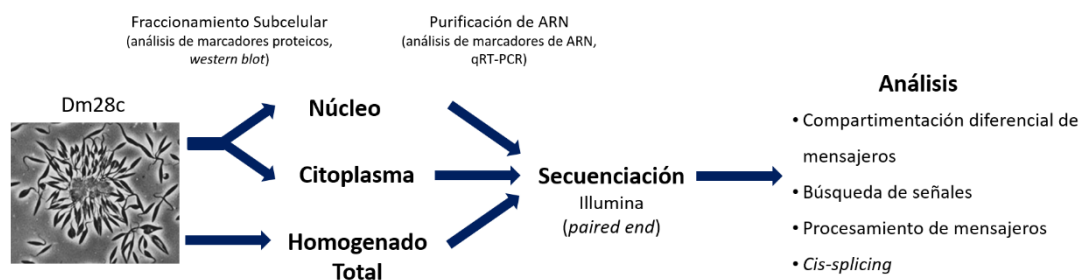 Fraccionamiento Subcelular
(análisis de marcadores proteicos,
western blot)
Purificación de ARN
(análisis de marcadores de ARN,
qRT-PCR)
Dm28c
Núcleo
Citoplasma
Homogenado
Total
Secuenciación
Illumina
(paired end)
Análisis
• Compartimentación diferencial de
mensajeros
• Búsqueda de señales
• Procesamiento de mensajeros
• Cis-splicing